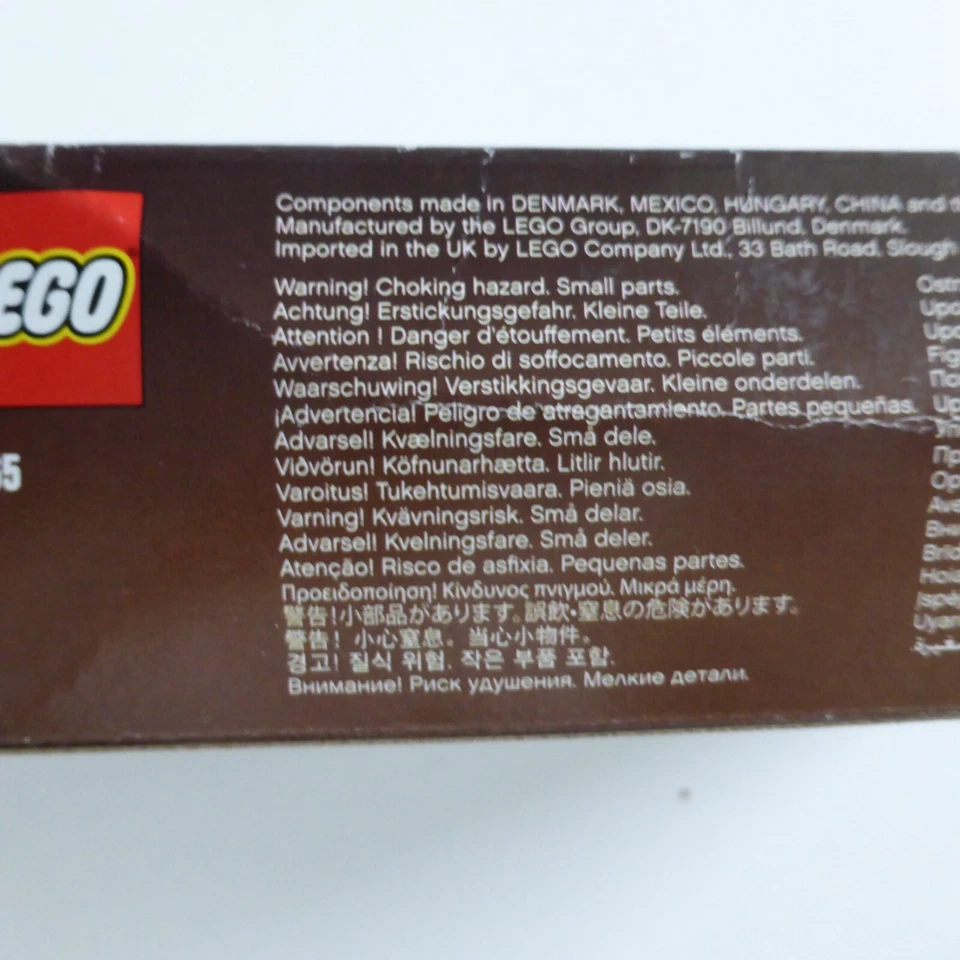 Components made in DENMARK, MEXICO, HUNGARY, CHINA and
Manufactured by the LEGO Group, DK-7190 Billund, Denmark.
Imported in the UK by LEGO Company Ltd., 33 Bath Road, Slough
LEGO
65
Warning! Choking hazard. Small parts.
Achtung! Erstickungsgefahr. Kleine Teile.
Attention ! Danger d'étouffement. Petits éléments.
Avvertenza! Rischio di soffocamento. Piccole parti.
Waarschuwing! Verstikkingsgevaar. Kleine onderdelen.
¡Advertencia! Peligro de atragantamiento. Partes pequeñas.
Advarsel! Kvælningsfare. Små dele.
Viðvörun! Köfnunarhætta. Litlir hlutir.
Varoitus! Tukehtumisvaara. Pieniä osia.
Varning! Kvävningsrisk. Små delar.
Advarsel! Kvelningsfare. Små deler.
Atenção! Risco de asfixia. Pequenas partes.
Προειδοποίηση! Κίνδυνος πνιγμού. Μικρά μέρη.
警告!小部品があります。誤飲・窒息の危険があります。
警告! 小心窒息。当心小物件。
경고! 질식 위험. 작은 부품 포함.
Внимание! Риск удушения. Мелкие детали.